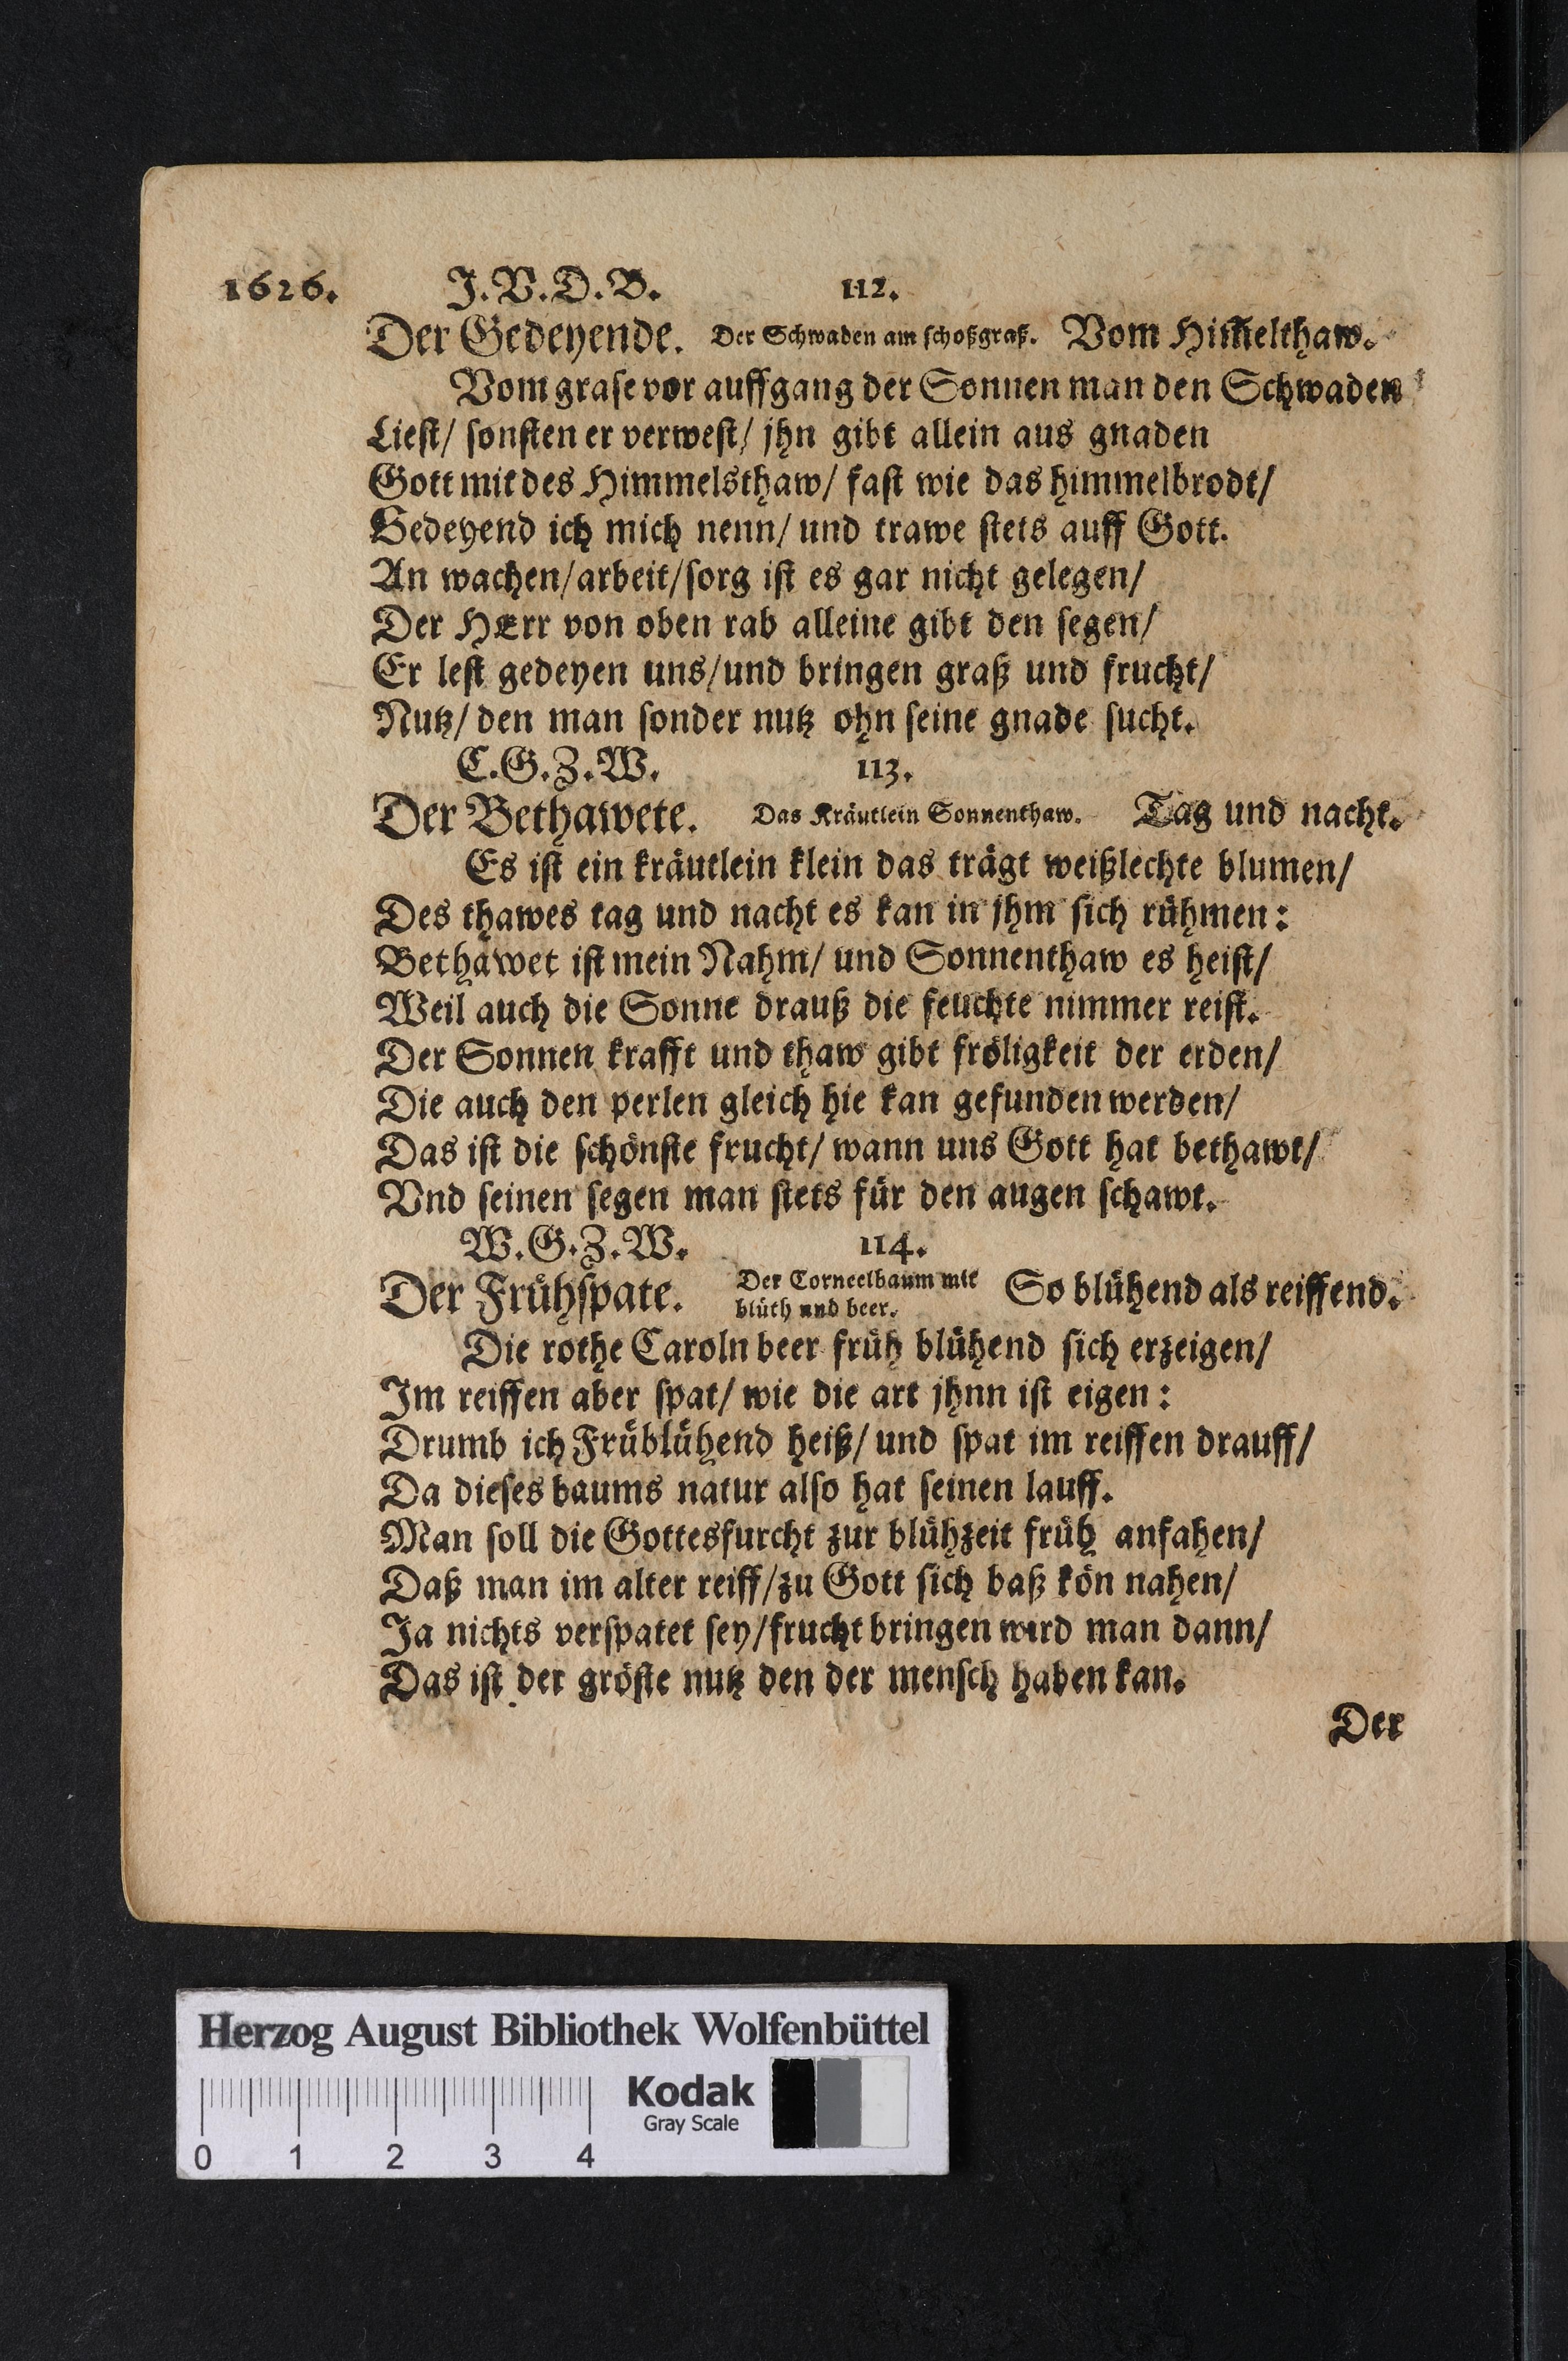 1626. J. V. D. B. 112.
Der Gedeyende. Der Schwaden am schoßgraß. Vom Him̃elthaw.
Vom grase vor auffgang der Sonnen man den Schwaden
Liest/ sonsten er verwest/ jhn gibt allein aus gnaden
Gott mit des Himmelsthaw/ fast wie das himmelbrodt/
Gedeyend ich mich nenn/ und trawe stets auff Gott.
An wachen/arbeit/sorg ist es gar nicht gelegen/
Der HErr von oben rab alleine gibt den segen/
Er lest gedeyen uns/und bringen graß und frucht/
Nutz/ den man sonder nutz ohn seine gnade sucht.
C. G. Z. W. 113.
Der Bethawete. Das Kräutlein Sonnenthaw. Tag und nacht.
Es ist ein kräutlein klein das trägt weißlechte blumen/
Des thawes tag und nacht es kan in jhm sich rühmen:
Bethawet ist mein Nahm/ und Sonnenthaw es heist/
Weil auch die Sonne drauß die feuchte nimmer reist.
Der Sonnen krafft und thaw gibt fröligkeit der erden/
Die auch den perlen gleich hie kan gefunden werden/
Das ist die schönste frucht/ wann uns Gott hat bethawt/
Vnd seinen segen man stets für den augen schawt.
W. G. Z. W. 114.
Der Frühspate. Der Corneelbaum mit blüth und beer. So blühend als reiffend.
Die rothe Caroln beer früh blühend sich erzeigen/
Im reiffen aber spat/ wie die art jhnn ist eigen:
Drumb ich Früblühend heiß/ und spat im reiffen drauff/
Da dieses baums natur also hat seinen lauff.
Man soll die Gottesfurcht zur blühzeit früh anfahen/
Daß man im alter reiff/zu Gott sich baß kön nahen/
Ja nichts verspatet sey/frucht bringen wird man dann/
Das ist der gröste nutz den der mensch haben kan.
Der
Herzog August Bibliothek Wolfenbüttel
Kodak
Gray Scale
0 1 2 3 4